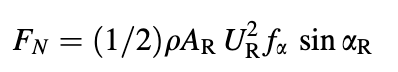 F_N = (1/2)ρA_R U_R^2 f_α sin α_R